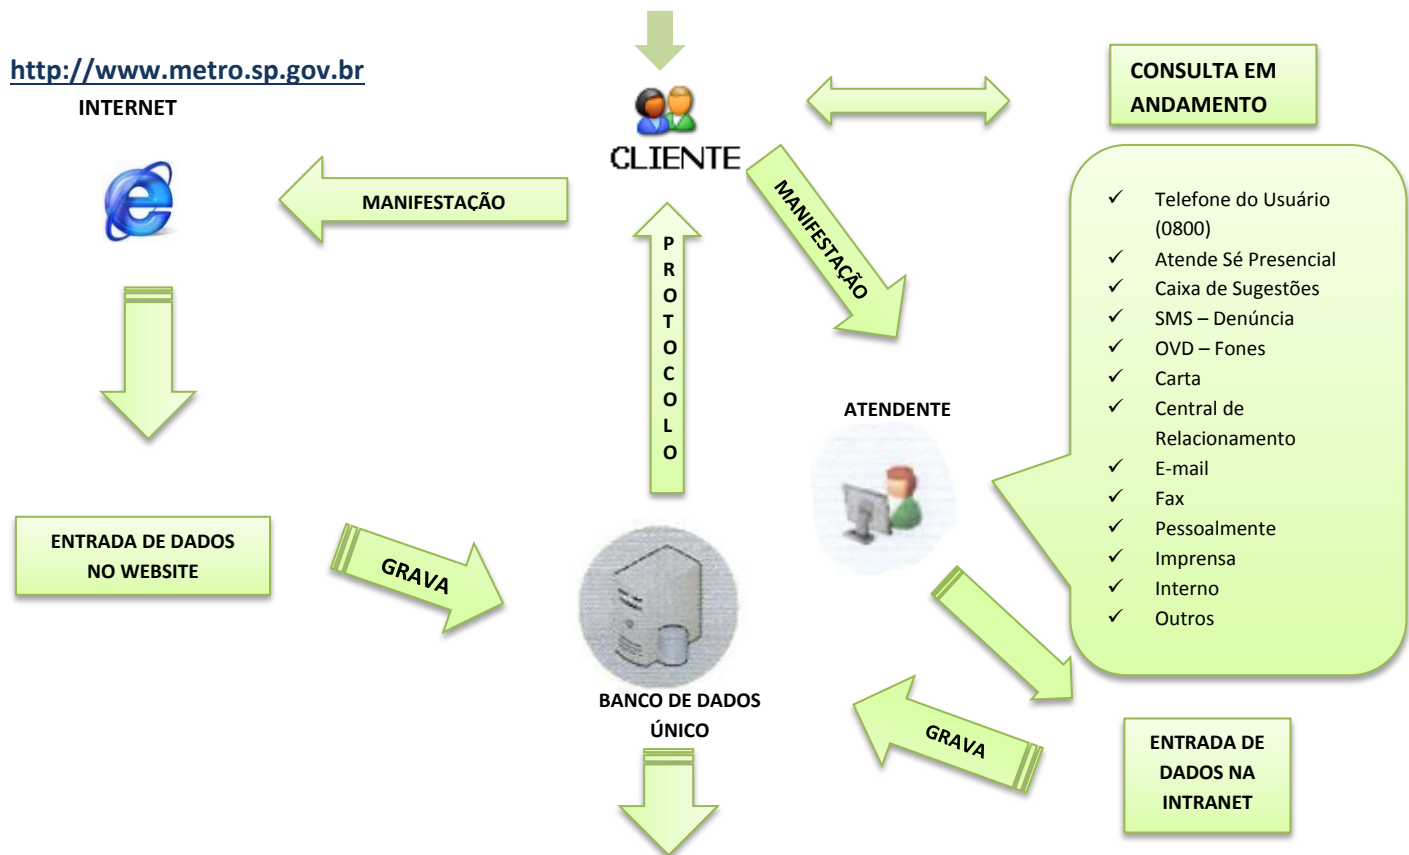 http://www.metro.sp.gov.br
INTERNET
CLIENTE
CONSULTA EM
ANDAMENTO
MANIFESTAÇÃO
MANIFESTAÇÃO
PROTOCOLO
✓ Telefone do Usuário
(0800)
✓ Atende Sé Presencial
✓ Caixa de Sugestões
✓ SMS – Denúncia
✓ OVD – Fones
✓ Carta
✓ Central de
Relacionamento
✓ E-mail
✓ Fax
✓ Pessoalmente
✓ Imprensa
✓ Interno
✓ Outros
ATENDENTE
ENTRADA DE DADOS
NO WEBSITE
GRAVA
BANCO DE DADOS
ÚNICO
GRAVA
ENTRADA DE
DADOS NA
INTRANET